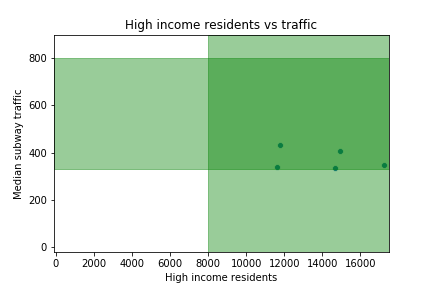 High income residents vs traffic
800
600
400
200
0
Median subway traffic
0 2000 4000 6000 8000 10000 12000 14000 16000
High income residents